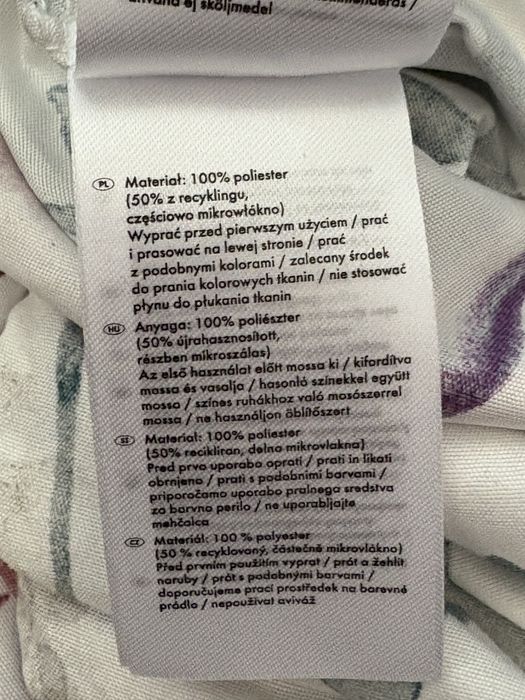 använd ej sköljmedel
PL Materiał: 100% poliester
(50% z recyklingu,
częściowo mikrowłókno)
Wyprać przed pierwszym użyciem / prać
i prasować na lewej stronie / prać
z podobnymi kolorami / zalecany środek
do prania kolorowych tkanin / nie stosować
płynu do płukania tkanin
HU Anyaga: 100% poliészter
(50% újrahasznosított,
részben mikroszálas)
Az első használat előtt mossa ki / kifordítva
mossa és vasalja / hasonló színekkel együtt
mossa / színes ruhákhoz való mosószerrel
mossa / ne használjon öblítőszert
Material: 100% poliester
(50% recikliran, delno mikrovlakna)
Pred prvo uporabo oprati / prati in likati
obrnjeno / prati s podobnimi barvami /
priporočamo uporabo pralnega sredstva
za barvno perilo / ne uporabljajte
mehčalca
CZ Materiál: 100 % polyester
(50 % recyklovaný, částečně mikrovlákno)
Před prvním použitím vyprat / prát a žehlit
naruby / prát s podobnými barvami /
doporučujeme prací prostředek na barevné
prádlo / nepoužívat aviváž